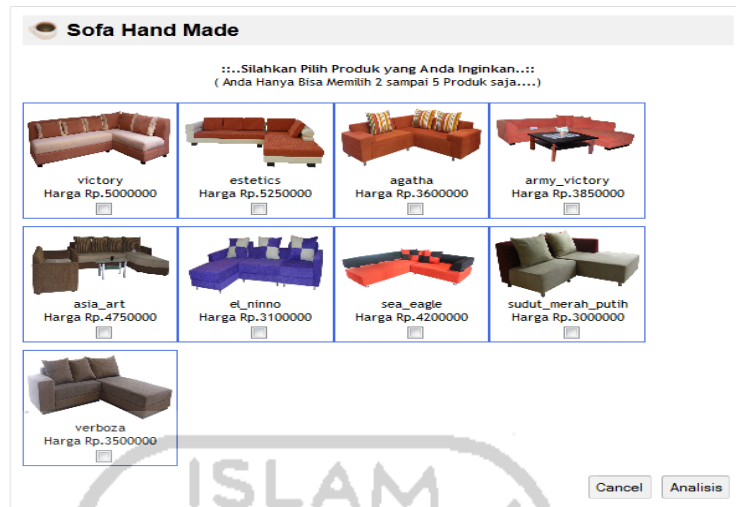 Sofa Hand Made
::..Silahkan Pilih Produk yang Anda Inginkan..::
( Anda Hanya Bisa Memilih 2 sampai 5 Produk saja....)
victory
Harga Rp.5000000
estetics
Harga Rp.5250000
agatha
Harga Rp.3600000
army_victory
Harga Rp.3850000
asia_art
Harga Rp.4750000
el_ninno
Harga Rp.3100000
sea_eagle
Harga Rp.4200000
sudut_merah_putih
Harga Rp.3000000
verboza
Harga Rp.3500000
ISLAM
Cancel
Analisis